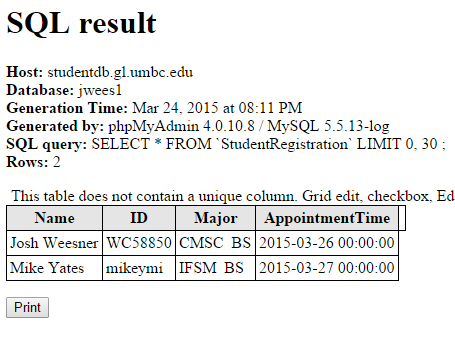 SQL result
Host: studentdb.gl.umbc.edu
Database: jwees1
Generation Time: Mar 24, 2015 at 08:11 PM
Generated by: phpMyAdmin 4.0.10.8 / MySQL 5.5.13-log
SQL query: SELECT * FROM `StudentRegistration` LIMIT 0, 30 ;
Rows: 2
This table does not contain a unique column. Grid edit, checkbox, Ed
Name ID Major AppointmentTime
Josh Weesner WC58850 CMSC BS 2015-03-26 00:00:00
Mike Yates mikeymi IFSM BS 2015-03-27 00:00:00
Print